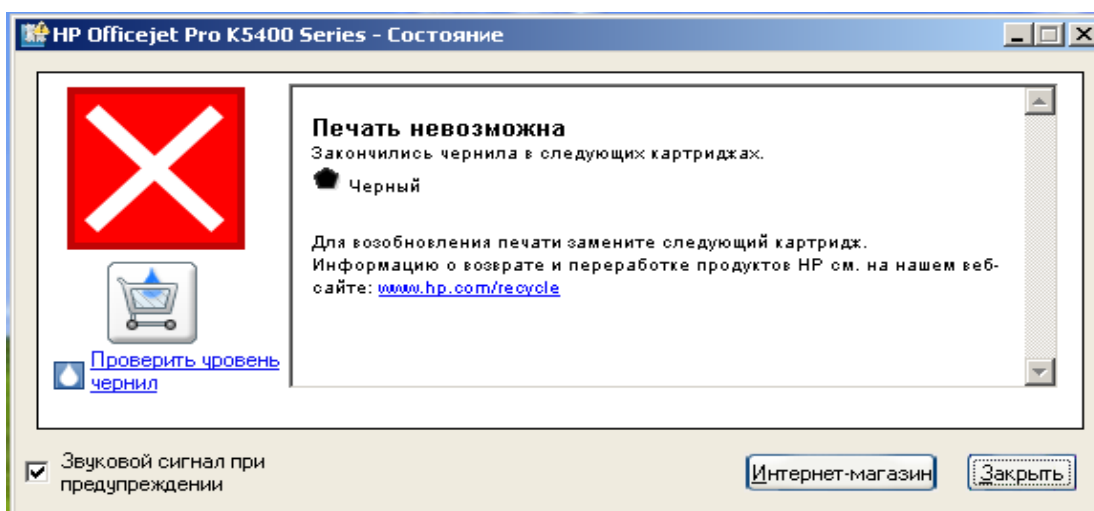 HP Officejet Pro K5400 Series - Состояние
Печать невозможна
Закончились чернила в следующих картриджах.
Черный
Для возобновления печати замените следующий картридж.
Информацию о возврате и переработке продуктов HP см. на нашем веб-
сайте: www.hp.com/recycle
Проверить уровень
чернил
Звуковой сигнал при
предупреждении
Интернет-магазин
Закрыть